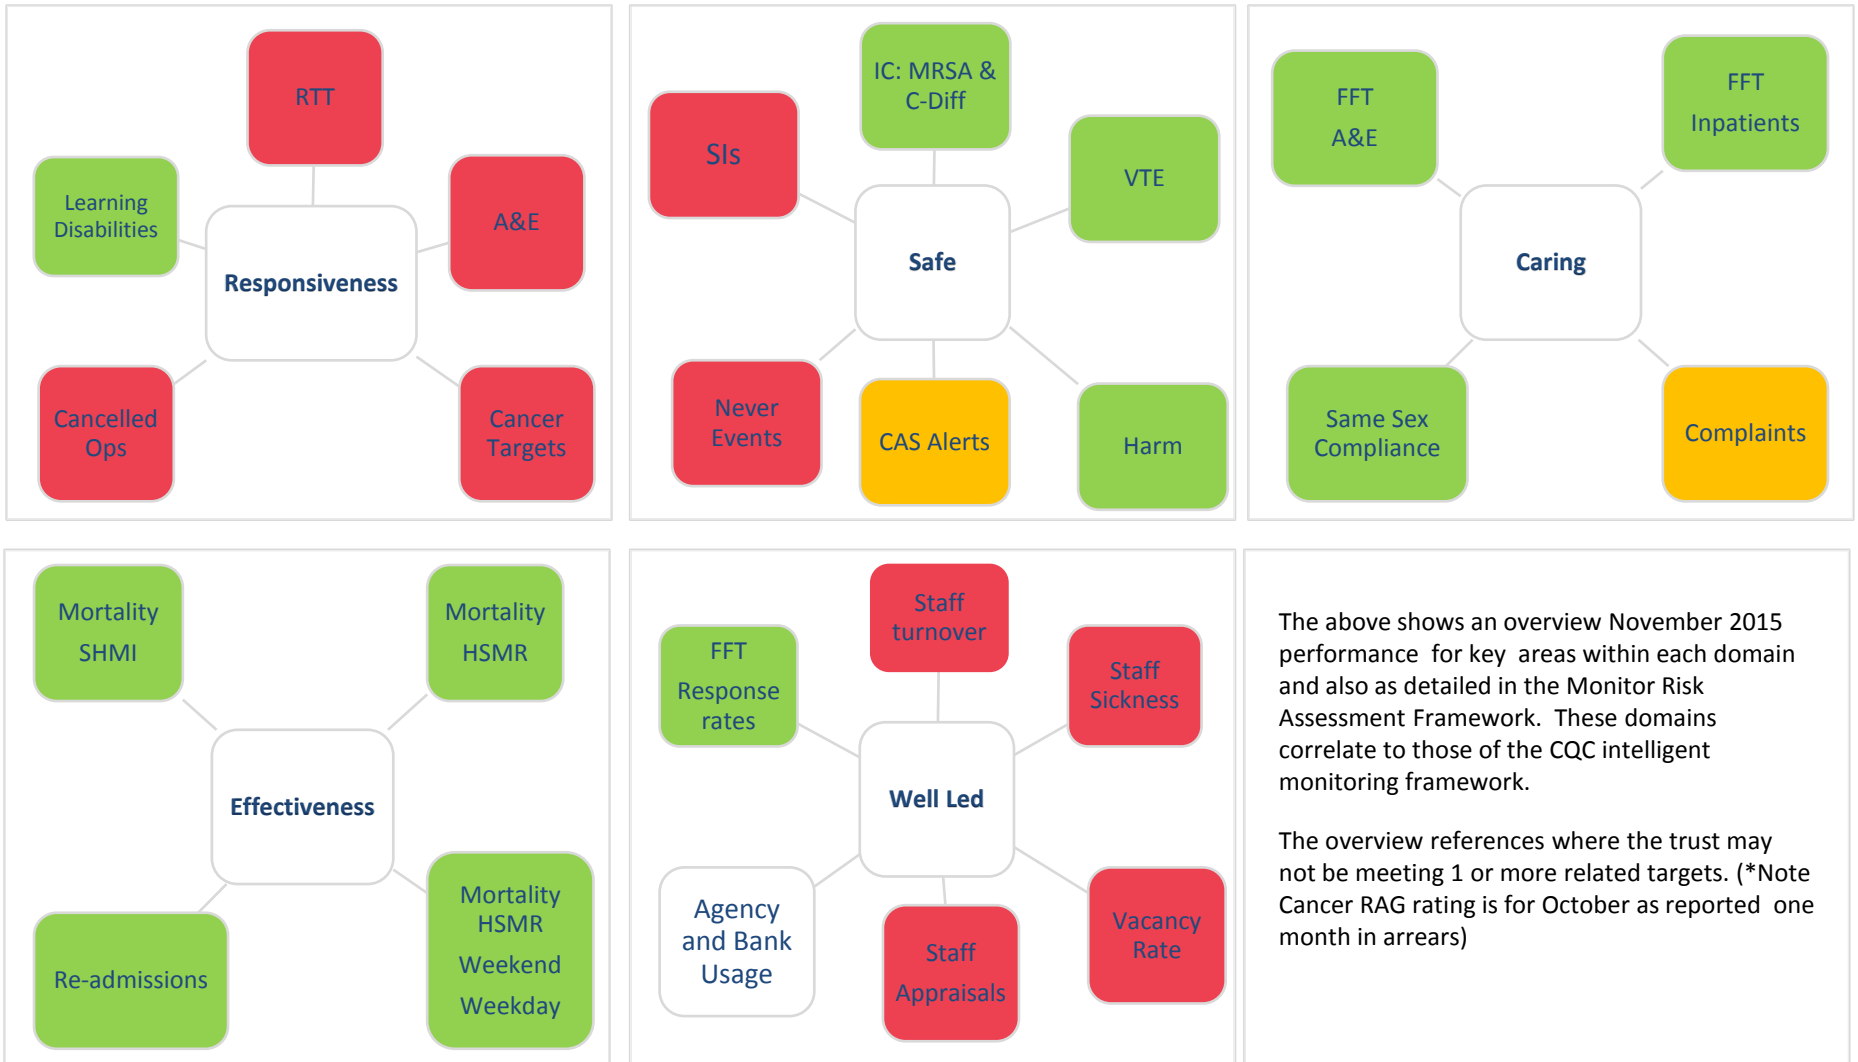 RTT
Learning
Disabilities
A&E
Responsiveness
Cancelled
Ops
Cancer
Targets
IC: MRSA &
C-Diff
SIs
VTE
Safe
Never
Events
CAS Alerts
Harm
FFT
A&E
FFT
Inpatients
Caring
Same Sex
Compliance
Complaints
Mortality
SHMI
Mortality
HSMR
Effectiveness
Re-admissions
Mortality
HSMR
Weekend
Weekday
Staff
turnover
FFT
Response
rates
Staff
Sickness
Well Led
Agency
and Bank
Usage
Staff
Appraisals
Vacancy
Rate
The above shows an overview November 2015
performance for key areas within each domain
and also as detailed in the Monitor Risk
Assessment Framework. These domains
correlate to those of the CQC intelligent
monitoring framework.
The overview references where the trust may
not be meeting 1 or more related targets. (*Note
Cancer RAG rating is for October as reported one
month in arrears)